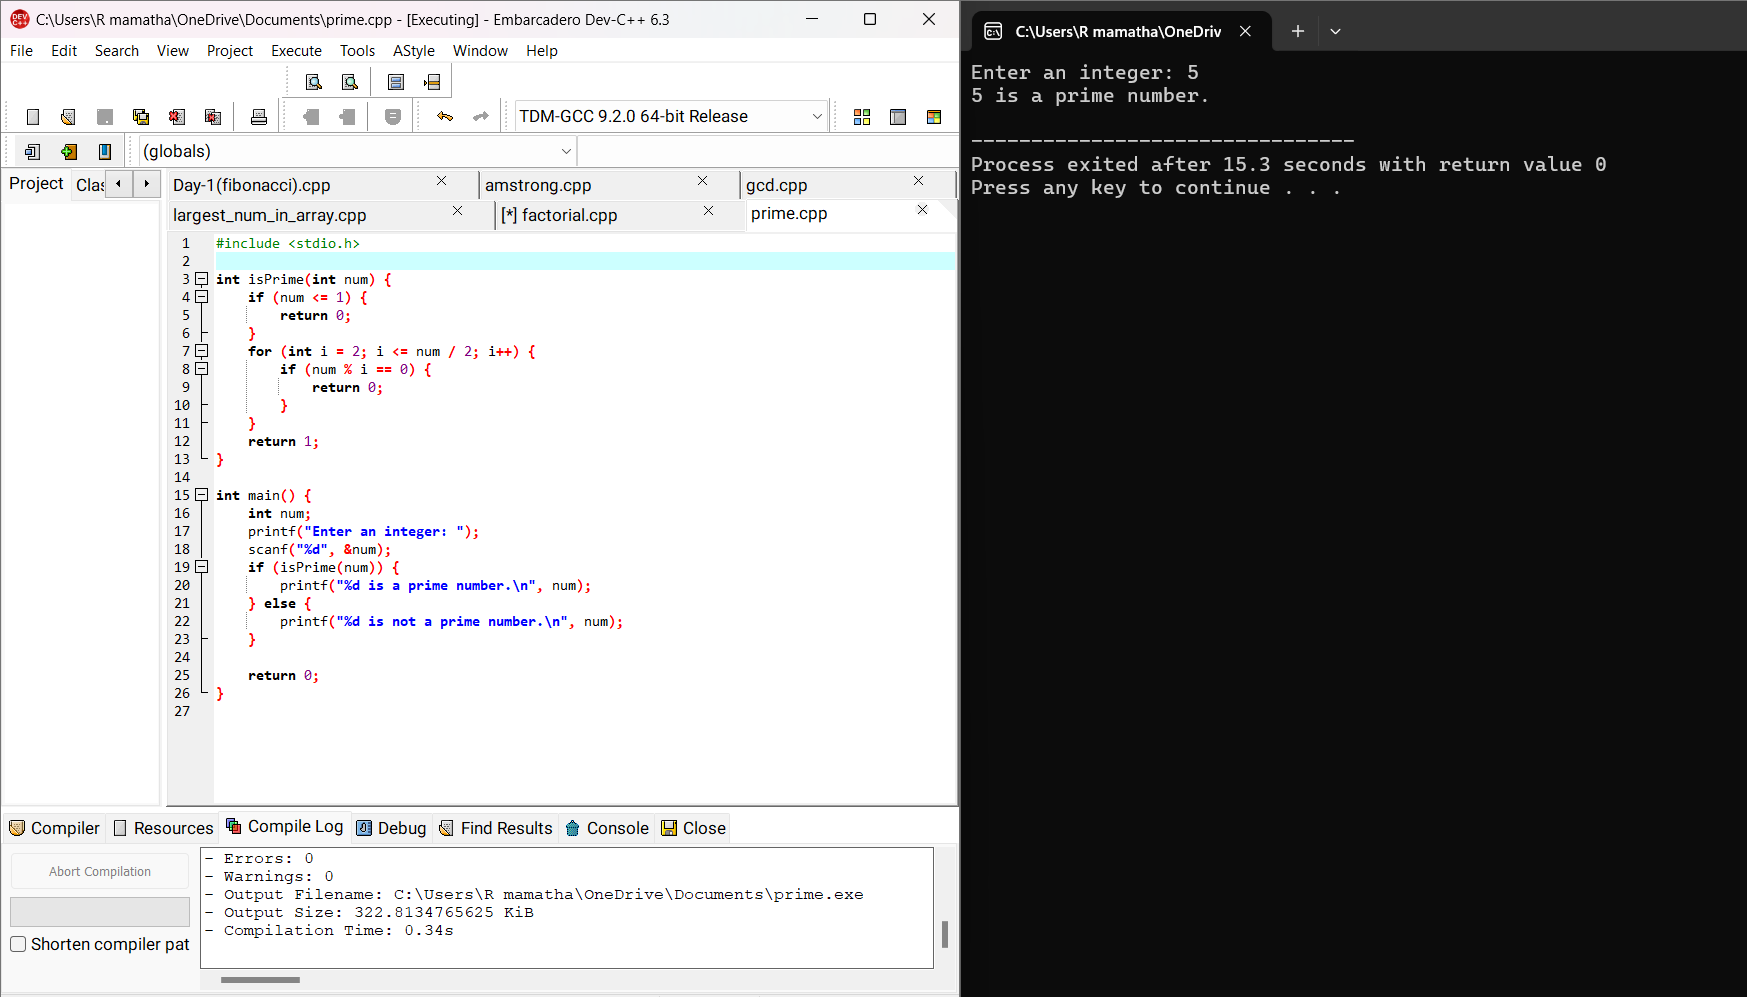 C:\Users\R mamatha\OneDrive\Documents\prime.cpp - [Executing] - Embarcadero Dev-C++ 6.3
File Edit Search View Project Execute Tools AStyle Window Help
TDM-GCC 9.2.0 64-bit Release
(globals)
Project Clas
Day-1(fibonacci).cpp amstrong.cpp gcd.cpp
largest_num_in_array.cpp [*] factorial.cpp prime.cpp
1 #include <stdio.h>
2
3 int isPrime(int num) {
4 if (num <= 1) {
5 return 0;
6 }
7 for (int i = 2; i <= num / 2; i++) {
8 if (num % i == 0) {
9 return 0;
10 }
11 }
12 return 1;
13 }
14
15 int main() {
16 int num;
17 printf("Enter an integer: ");
18 scanf("%d", &num);
19 if (isPrime(num)) {
20 printf("%d is a prime number.\n", num);
21 } else {
22 printf("%d is not a prime number.\n", num);
23 }
24
25 return 0;
26 }
27
Compiler Resources Compile Log Debug Find Results Console Close
Abort Compilation
Shorten compiler pat
- Errors: 0
- Warnings: 0
- Output Filename: C:\Users\R mamatha\OneDrive\Documents\prime.exe
- Output Size: 322.8134765625 KiB
- Compilation Time: 0.34s
C:\Users\R mamatha\OneDriv
Enter an integer: 5
5 is a prime number.
--------------------------------
Process exited after 15.3 seconds with return value 0
Press any key to continue . . .